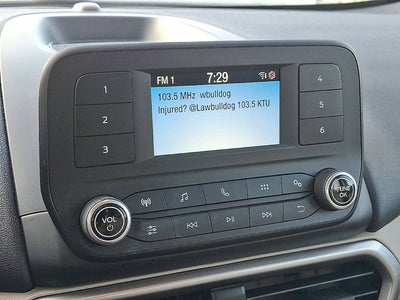 FM 1 7:29
103.5 MHz wbulldog
Injured? @Lawbulldog 103.5 KTU
1
2
3
4
5
6
VOL
TUNE
OK